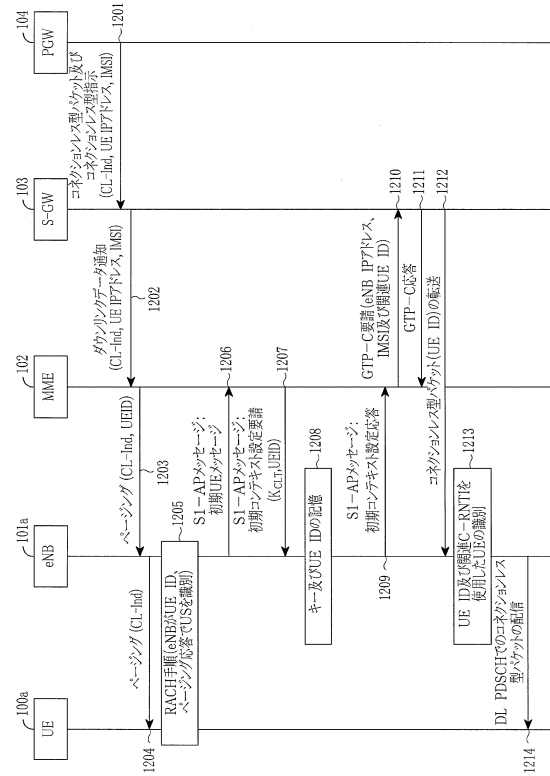 100a
UE
101a
eNB
102
MME
103
S-GW
104
PGW
コネクションレス型パケット及び
コネクションレス型指示
(CL-Ind, UE IPアドレス, IMSI)
1201
ダウンリンクデータ通知
(CL-Ind, UE IPアドレス, IMSI)
1202
ページング (CL-Ind, UEID)
1203
ページング (CL-Ind)
1204
1205
RACH手順(eNBがUE ID、
ページング応答でUSを識別)
S1-APメッセージ:
初期UEメッセージ
1206
S1-APメッセージ:
初期コンテキスト設定要請
(KCLT,UEID)
1207
キー及びUE IDの記憶
1208
S1-APメッセージ:
初期コンテキスト設定応答
1209
GTP-C要請(eNB IPアドレス、
IMSI及び関連UE ID)
1210
GTP-C応答
1211
コネクションレス型パケット(UE ID)の転送
1212
UE ID及び関連C-RNTIを
使用したUEの識別
1213
DL PDSCHでのコネクションレス
型パケットの配信
1214